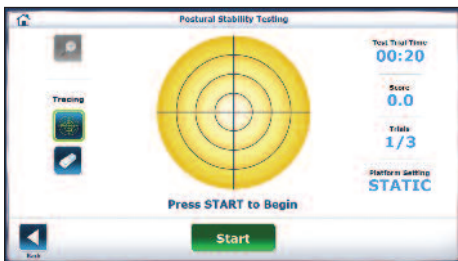 Postural Stability Testing
Tracing
Test Trial Time
00:20
Score
0.0
Trials
1/3
Platform Setting
STATIC
Press START to Begin
Start
Back